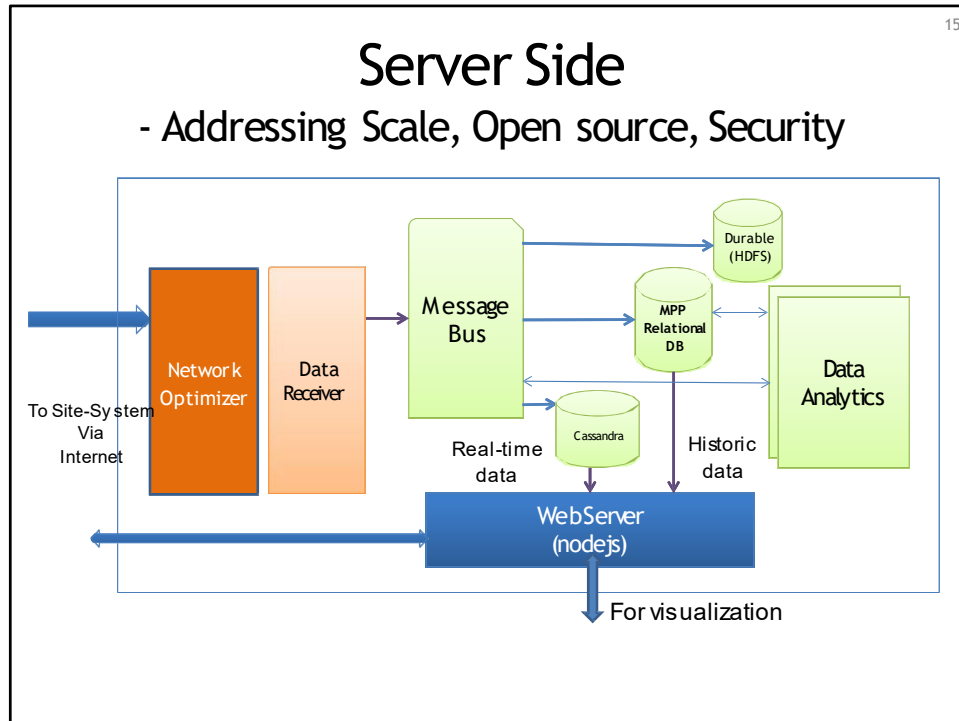 15
Server Side
- Addressing Scale, Open source, Security
Durable
(HDFS)
Message
Bus
MPP
Relational
DB
Network
Optimizer
Data
Receiver
Data
Analytics
To Site-System
Via
Internet
Cassandra
Real-time
data
Historic
data
WebServer
(nodejs)
For visualization